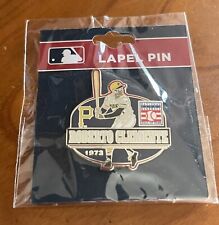 LAPEL PIN
P
ROBERTO CLEMENTE
1973